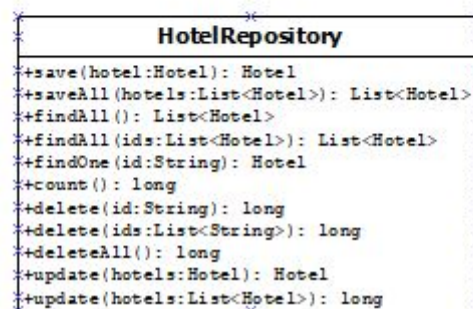 HotelRepository
+save(hotel:Hotel): Hotel
+saveAll(hotels:List<Hotel>): List<Hotel>
+findAll(): List<Hotel>
+findAll(ids:List<Hotel>): List<Hotel>
+findOne(id:String): Hotel
+count(): long
+delete(id:String): long
+delete(ids:List<String>): long
+deleteAll(): long
+update(hotels:Hotel): Hotel
+update(hotels:List<Hotel>): long